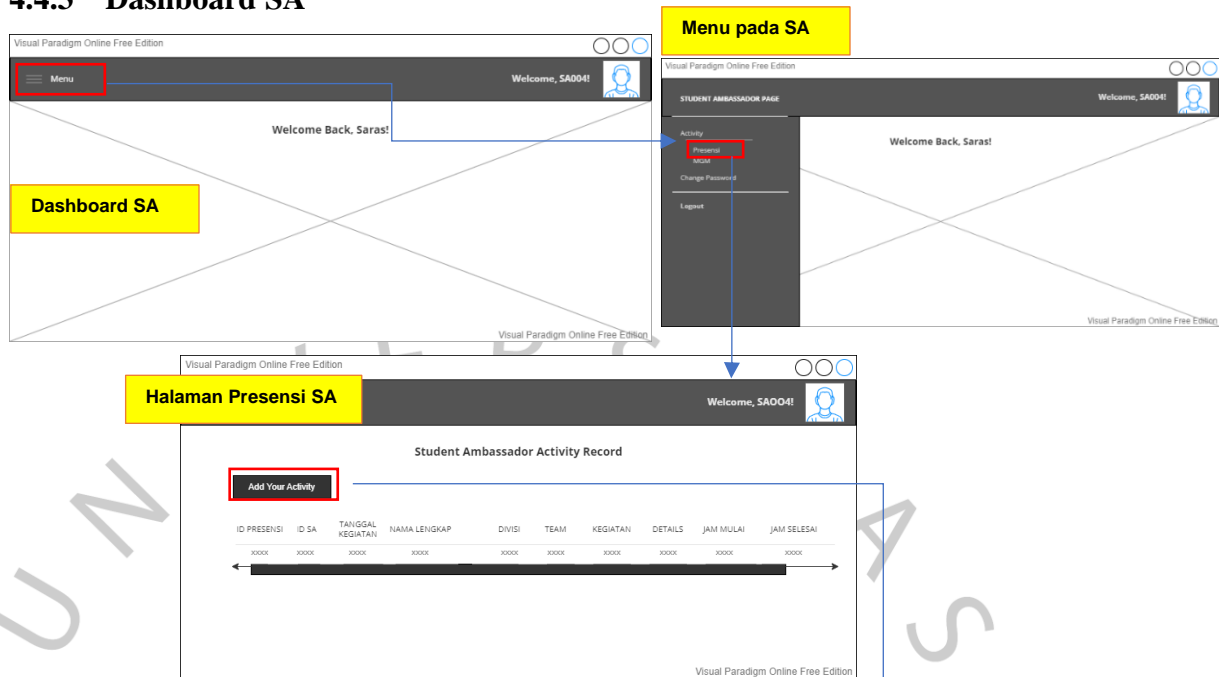 4.4.5 Dashboard SA
Menu pada SA
Visual Paradigm Online Free Edition
Menu
Welcome, SA004!
Welcome Back, Saras!
Dashboard SA
Visual Paradigm Online Free Edition
Visual Paradigm Online Free Edition
STUDENT AMBASSADOR PAGE
Welcome, SA004!
Activity
Presensi
MGM
Change Password
Logout
Welcome Back, Saras!
Visual Paradigm Online Free Edition
Visual Paradigm Online Free Edition
Halaman Presensi SA
Welcome, SAOO4!
Student Ambassador Activity Record
Add Your Activity
ID PRESENSI ID SA TANGGAL KEGIATAN NAMA LENGKAP DIVISI TEAM KEGIATAN DETAILS JAM MULAI JAM SELESAI
xxxx xxxx xxxx xxxx xxxx xxxx xxxx xxxx xxxx xxxx
Visual Paradigm Online Free Edition